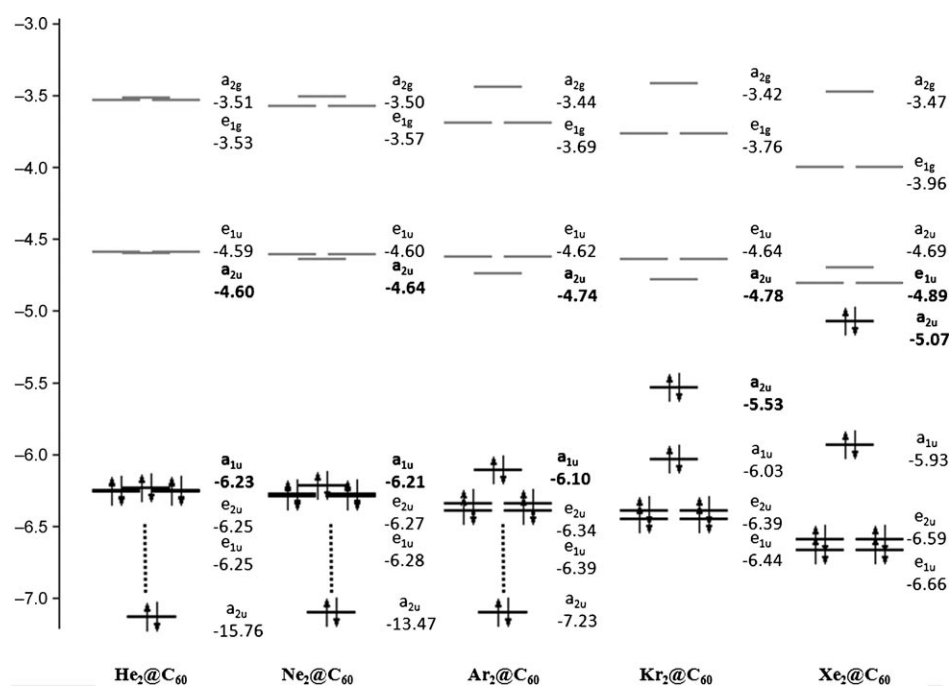 −3.0
−3.5
−4.0
−4.5
−5.0
−5.5
−6.0
−6.5
−7.0
a2g
-3.51
e1g
-3.53
e1u
-4.59
a2u
-4.60
a1u
-6.23
e2u
-6.25
e1u
-6.25
a2u
-15.76
He2@C60
a2g
-3.50
e1g
-3.57
e1u
-4.60
a2u
-4.64
a1u
-6.21
e2u
-6.27
e1u
-6.28
a2u
-13.47
Ne2@C60
a2g
-3.44
e1g
-3.69
e1u
-4.62
a2u
-4.74
a1u
-6.10
e2u
-6.34
e1u
-6.39
a2u
-7.23
Ar2@C60
a2g
-3.42
e1g
-3.76
e1u
-4.64
a2u
-4.78
a2u
-5.53
a1u
-6.03
e2u
-6.39
e1u
-6.44
Kr2@C60
a2g
-3.47
e1g
-3.96
a2u
-4.69
e1u
-4.89
a2u
-5.07
a1u
-5.93
e2u
-6.59
e1u
-6.66
Xe2@C60